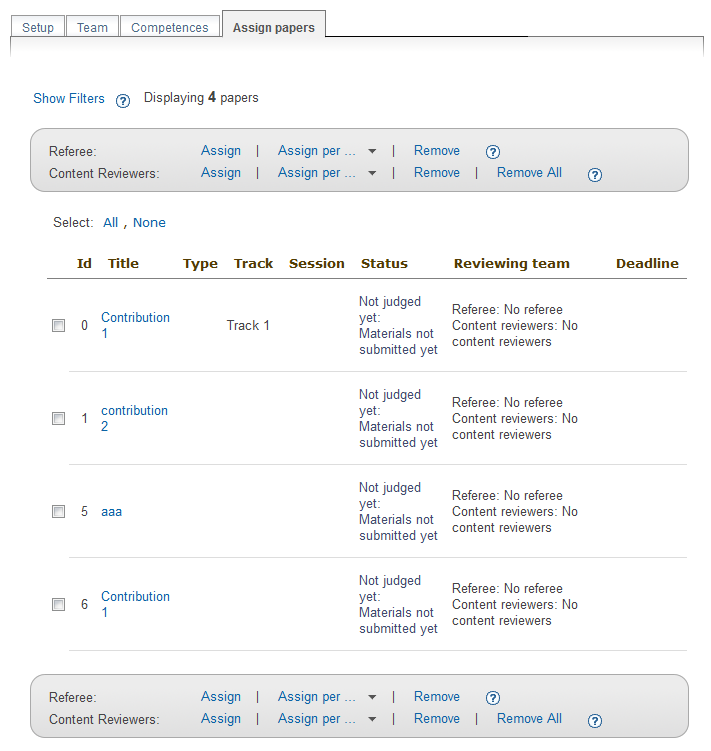 Setup Team Competences Assign papers
Show Filters ? Displaying 4 papers
Referee: Assign | Assign per ... | Remove ?
Content Reviewers: Assign | Assign per ... | Remove | Remove All ?
Select: All , None
Id Title Type Track Session Status Reviewing team Deadline
0 Contribution 1 Track 1 Not judged yet: Materials not submitted yet Referee: No referee Content reviewers: No content reviewers
1 contribution 2 Not judged yet: Materials not submitted yet Referee: No referee Content reviewers: No content reviewers
5 aaa Not judged yet: Materials not submitted yet Referee: No referee Content reviewers: No content reviewers
6 Contribution 1 Not judged yet: Materials not submitted yet Referee: No referee Content reviewers: No content reviewers
Referee: Assign | Assign per ... | Remove ?
Content Reviewers: Assign | Assign per ... | Remove | Remove All ?